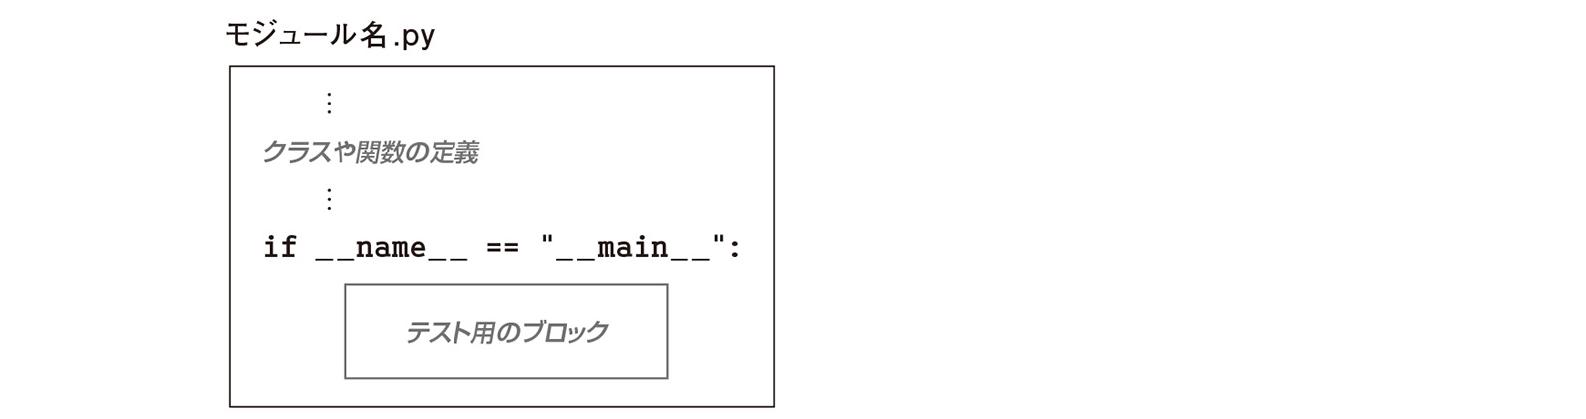 モジュール名.py
⋮
クラスや関数の定義
⋮
if __name__ == "__main__":
テスト用のブロック